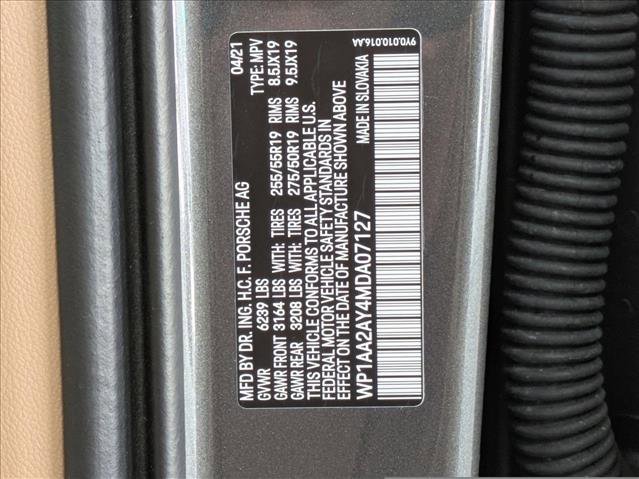 MFD BY DR. ING. H.C. F. PORSCHE AG 04/21
GVWR 6239 LBS TYPE: MPV
GAWR FRONT 3164 LBS WITH: TIRES 255/55R19 RIMS 8.5JX19
GAWR REAR 3208 LBS WITH: TIRES 275/50R19 RIMS 9.5JX19
THIS VEHICLE CONFORMS TO ALL APPLICABLE U.S.
FEDERAL MOTOR VEHICLE SAFETY STANDARDS IN
EFFECT ON THE DATE OF MANUFACTURE SHOWN ABOVE
WP1AA2AY4MDA07127 MADE IN SLOVAKIA
9Y0.010.016.AA